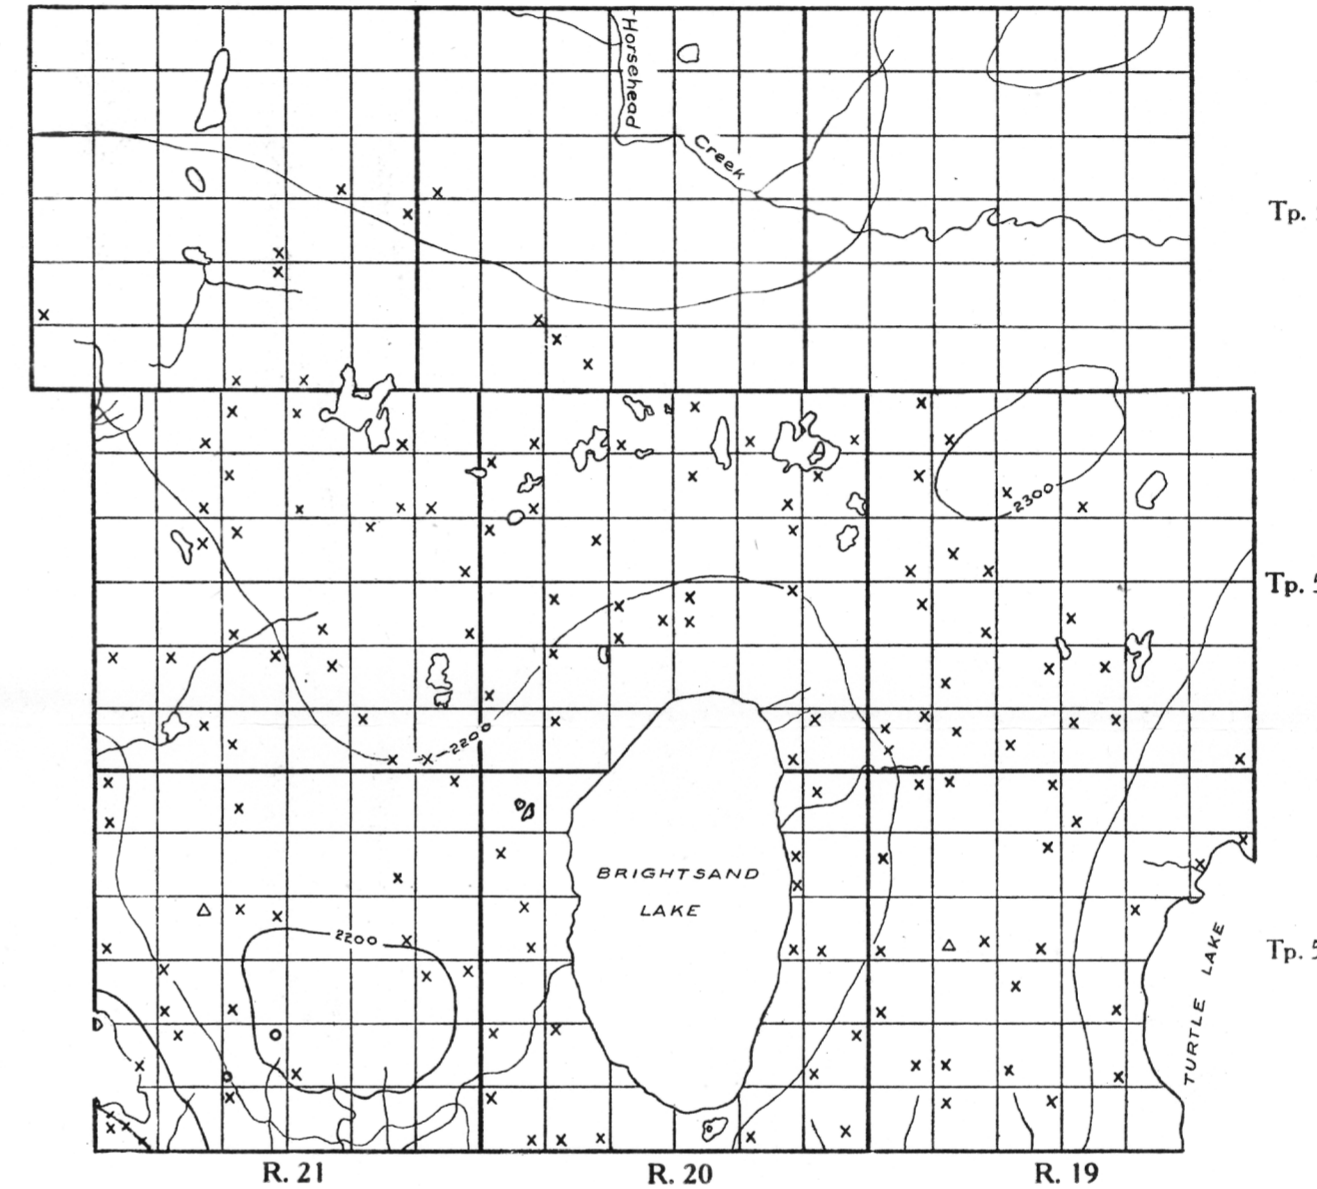 Horsehead
Creek
Tp.
2300
Tp. 5
2200
BRIGHTSAND
LAKE
2200
Tp. 5
TURTLE LAKE
R. 21
R. 20
R. 19